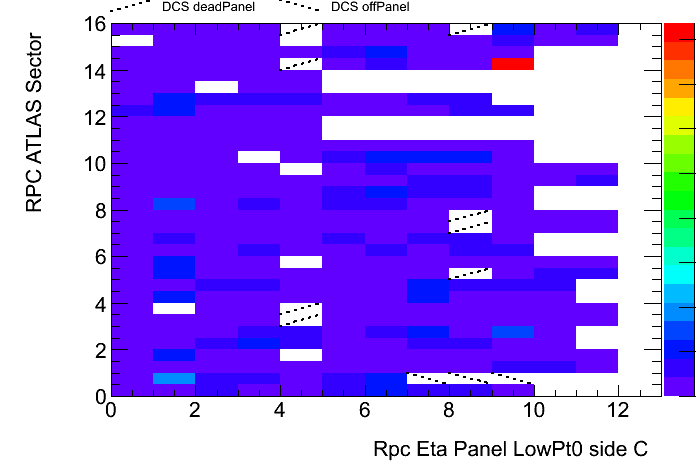 DCS deadPanel DCS offPanel
16
14
12
10
8
6
4
2
0
RPC ATLAS Sector
0 2 4 6 8 10 12
Rpc Eta Panel LowPt0 side C